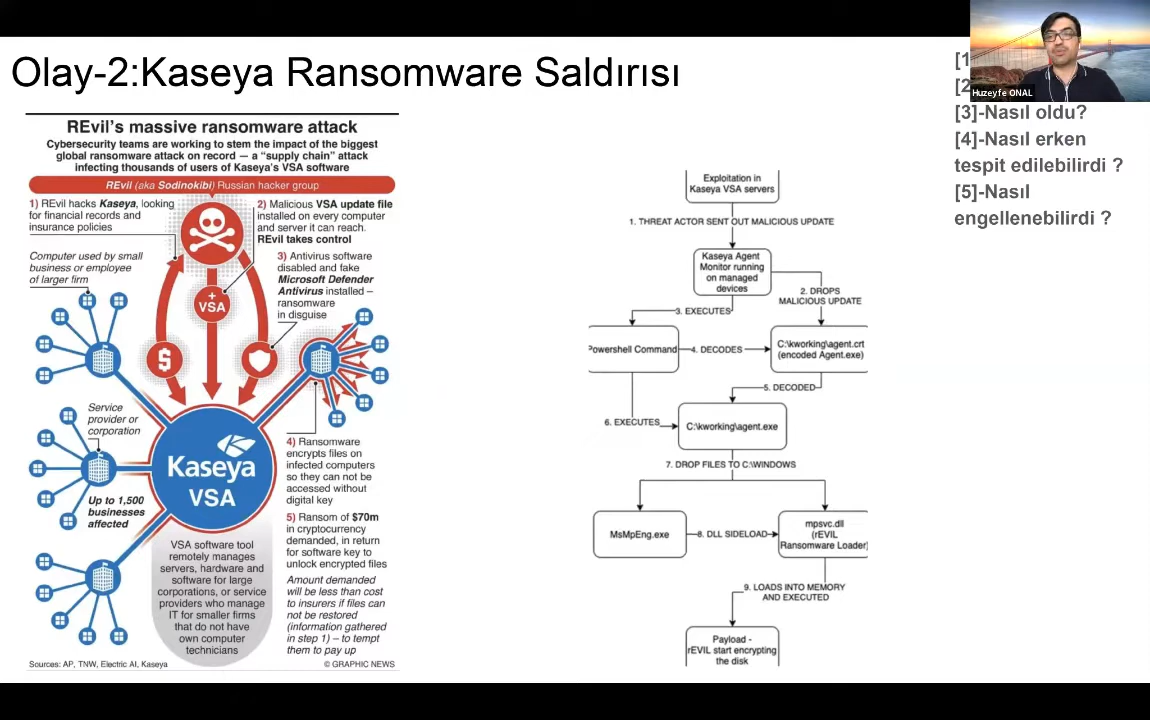 Olay-2:Kaseya Ransomware Saldırısı
REvil’s massive ransomware attack
Cybersecurity teams are working to stem the impact of the biggest
global ransomware attack on record — a “supply chain” attack
infecting thousands of users of Kaseya’s VSA software
REvil (aka Sodinokibi) Russian hacker group
1) REvil hacks Kaseya, looking
for financial records and
insurance policies
2) Malicious VSA update file
installed on every computer
and server it can reach.
REvil takes control
Computer used by small
business or employee
of larger firm
3) Antivirus software
disabled and fake
Microsoft Defender
Antivirus installed –
ransomware
in disguise
+
VSA
$
Service
provider or
corporation
Kaseya
VSA
Up to 1,500
businesses
affected
4) Ransomware
encrypts files on
infected computers
so they can not be
accessed without
digital key
5) Ransom of $70m
in cryptocurrency
demanded, in return
for software key to
unlock encrypted files
Amount demanded
will be less than cost
to insurers if files can
not be restored
(information gathered
in step 1) – to tempt
them to pay up
VSA software tool
remotely manages
servers, hardware and
software for large
corporations, or service
providers who manage
IT for smaller firms
that do not have
own computer
technicians
Sources: AP, TNW, Electric AI, Kaseya
© GRAPHIC NEWS
Exploitation in
Kaseya VSA servers
1. THREAT ACTOR SENT OUT MALICIOUS UPDATE
Kaseya Agent
Monitor running
on managed
devices
2. DROPS
MALICIOUS UPDATE
3. EXECUTES
Powershell Command
4. DECODES
C:\kworking\agent.crt
(encoded Agent.exe)
5. DECODED
6. EXECUTES
C:\kworking\agent.exe
7. DROP FILES TO C:\WINDOWS
MsMpEng.exe
8. DLL SIDELOAD
mpsvc.dll
(rEVIL
Ransomware Loader)
9. LOADS INTO MEMORY
AND EXECUTED
Payload -
rEVIL start encrypting
the disk
[1
[2
[3]-Nasıl oldu?
[4]-Nasıl erken
tespit edilebilirdi ?
[5]-Nasıl
engellenebilirdi ?
Huzeyfe ONAL